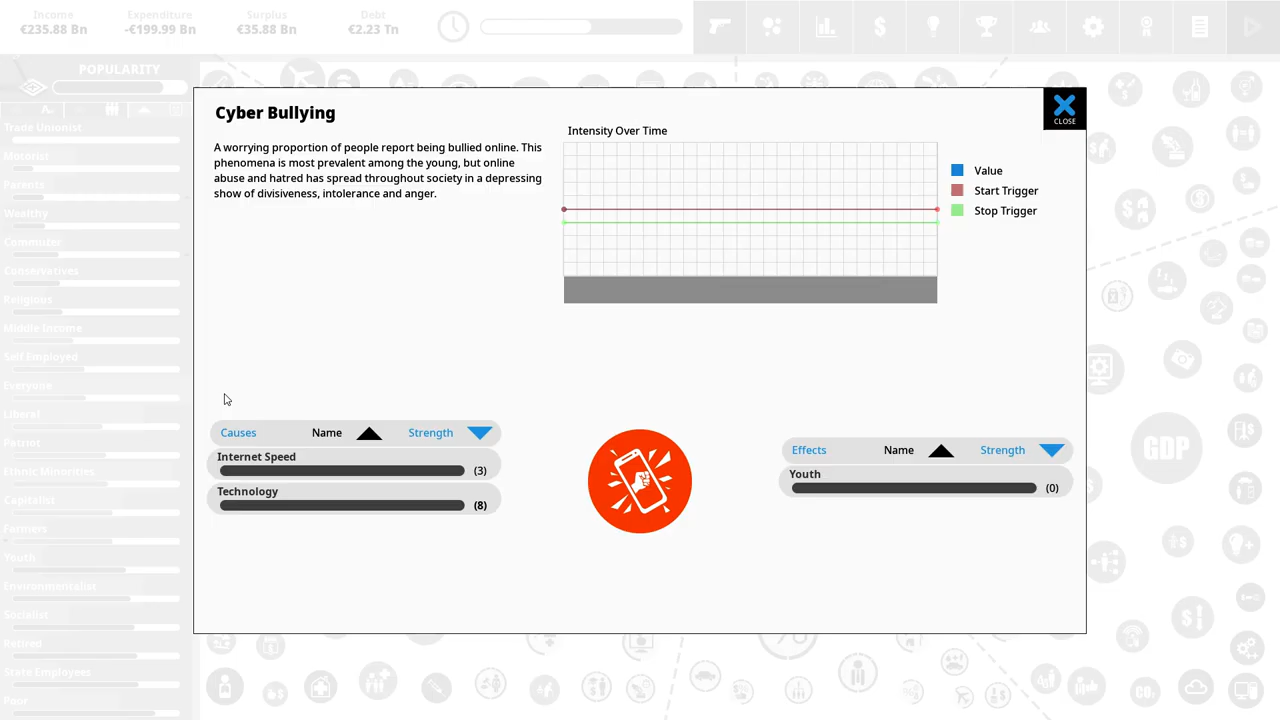 Income
€235.88 Bn
Expenditure
-€199.99 Bn
Surplus
€35.88 Bn
Debt
€2.23 Tn
POPULARITY
Trade Unionist
Motorist
Parents
Wealthy
Commuter
Conservatives
Religious
Middle Income
Self Employed
Everyone
Liberal
Patriot
Ethnic Minorities
Capitalist
Farmers
Youth
Environmentalist
Socialist
Retired
State Employees
Poor
Cyber Bullying
A worrying proportion of people report being bullied online. This
phenomena is most prevalent among the young, but online
abuse and hatred has spread throughout society in a depressing
show of divisiveness, intolerance and anger.
Intensity Over Time
Value
Start Trigger
Stop Trigger
CLOSE
Causes Name Strength
Internet Speed
(3)
Technology
(8)
Effects Name Strength
Youth
(0)
GDP